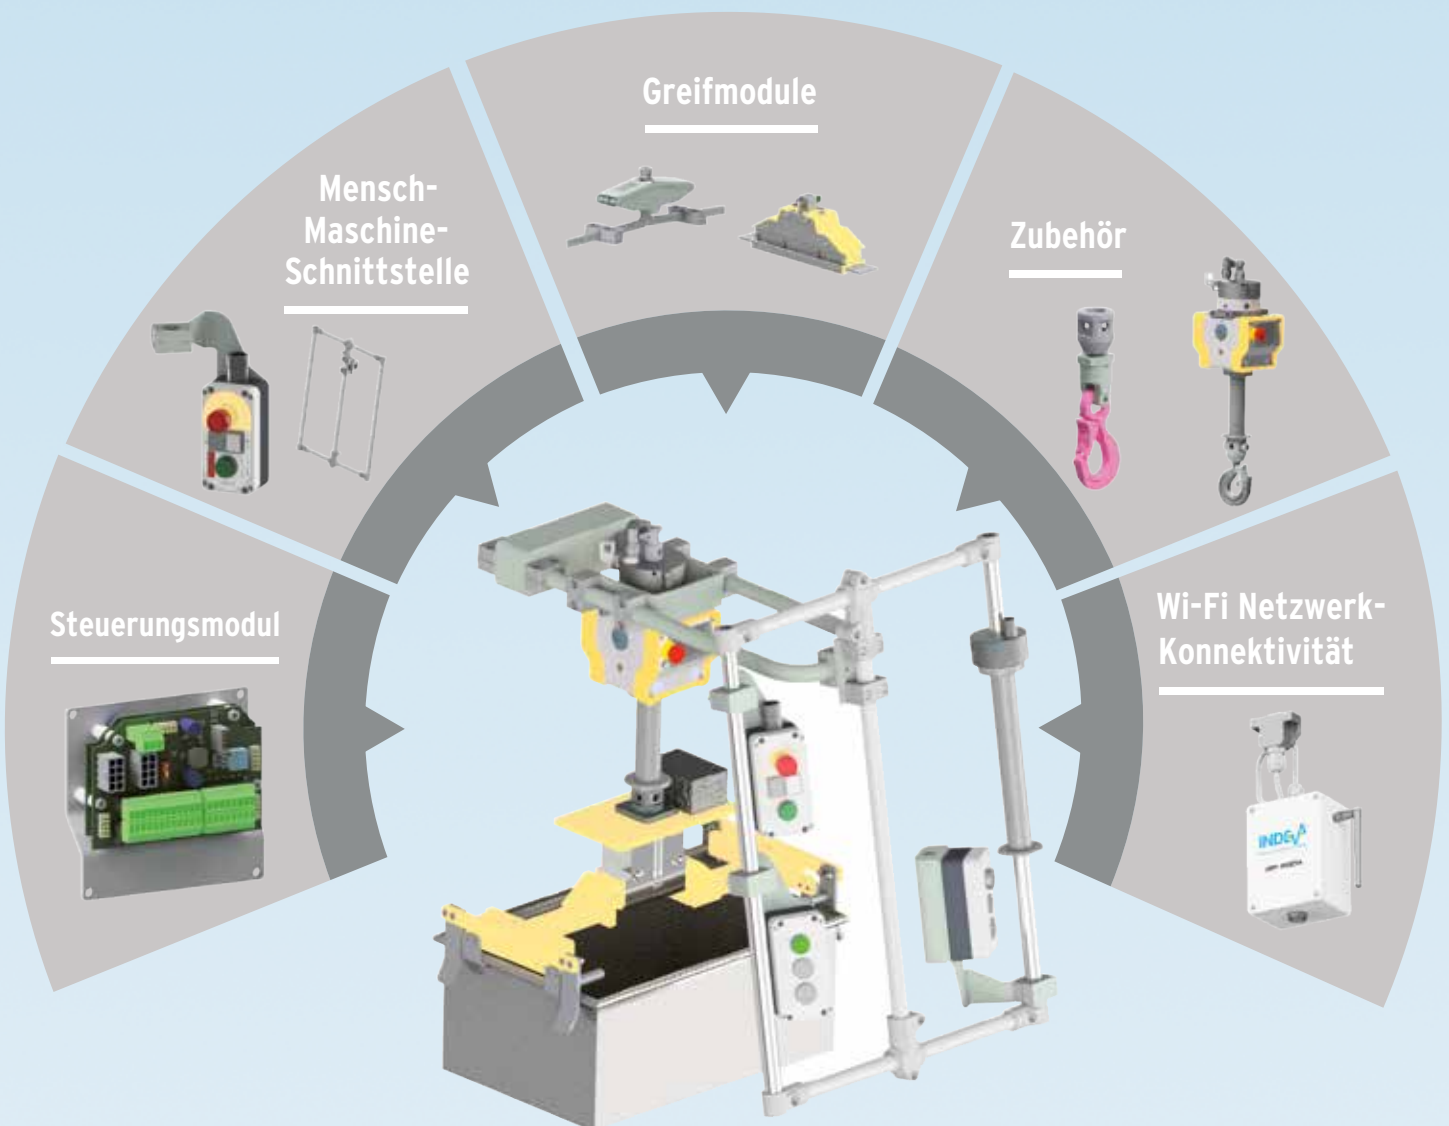 Greifmodule
Mensch-
Maschine-
Schnittstelle
Zubehör
Steuerungsmodul
Wi-Fi Netzwerk-
Konnektivität
INDEVA